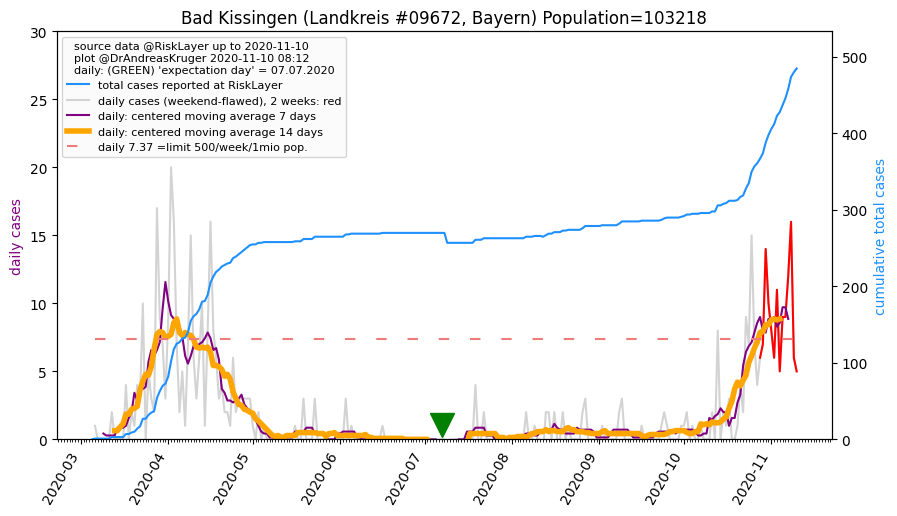 Bad Kissingen (Landkreis #09672, Bayern) Population=103218
source data @RiskLayer up to 2020-11-10
plot @DrAndreasKruger 2020-11-10 08:12
daily: (GREEN) 'expectation day' = 07.07.2020
total cases reported at RiskLayer
daily cases (weekend-flawed), 2 weeks: red
daily: centered moving average 7 days
daily: centered moving average 14 days
daily 7.37 =limit 500/week/1mio pop.
daily cases
30
25
20
15
10
5
0
cumulative total cases
500
400
300
200
100
0
2020-03
2020-04
2020-05
2020-06
2020-07
2020-08
2020-09
2020-10
2020-11